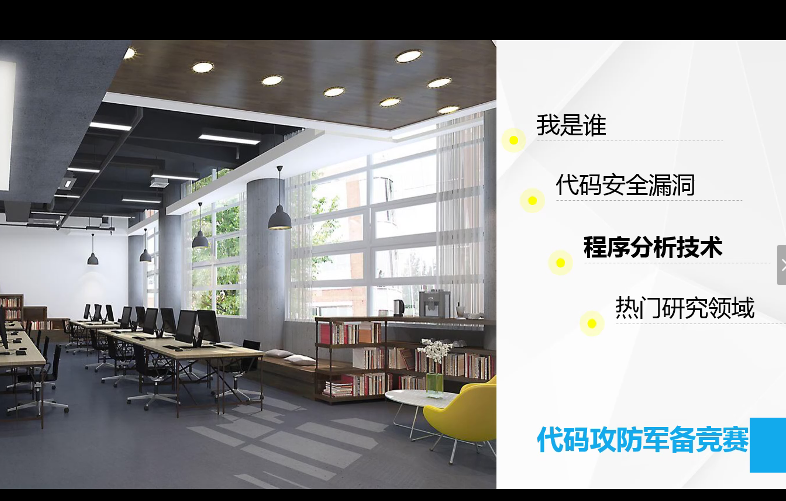 我是谁
代码安全漏洞
程序分析技术
热门研究领域
代码攻防军备竞赛